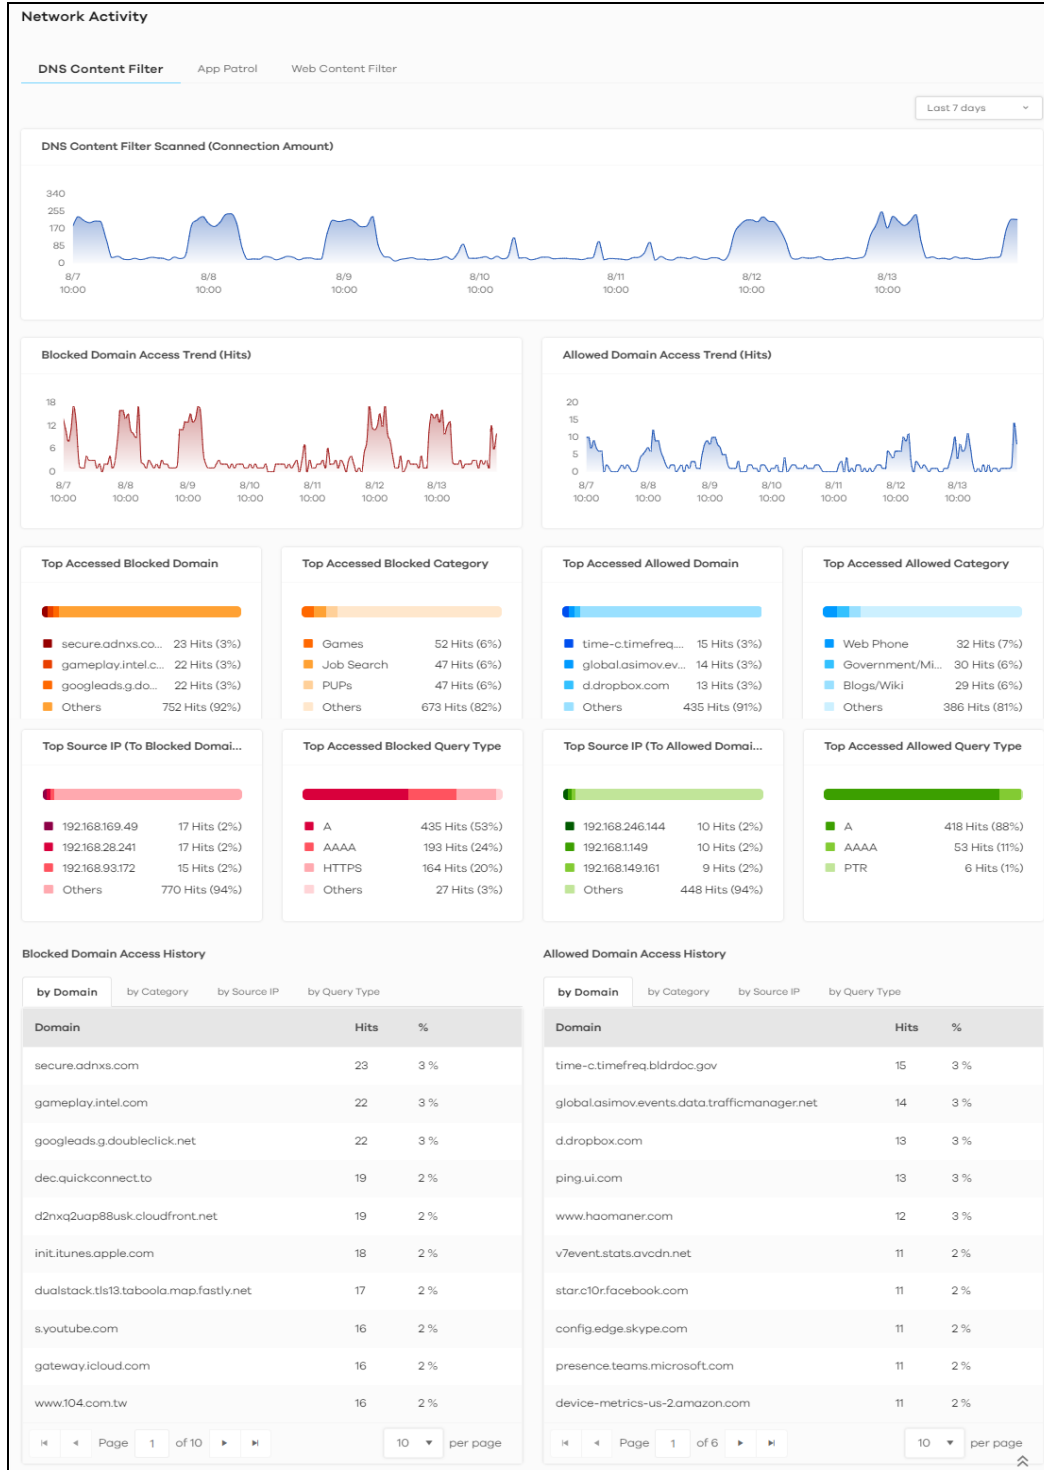 Network Activity
DNS Content Filter App Patrol Web Content Filter
Last 7 days
DNS Content Filter Scanned (Connection Amount)
340
255
170
85
0
8/7 8/8 8/9 8/10 8/11 8/12 8/13
10:00 10:00 10:00 10:00 10:00 10:00 10:00
Blocked Domain Access Trend (Hits)
18
12
6
0
8/7 8/8 8/9 8/10 8/11 8/12 8/13
10:00 10:00 10:00 10:00 10:00 10:00 10:00
Allowed Domain Access Trend (Hits)
20
15
10
5
0
8/7 8/8 8/9 8/10 8/11 8/12 8/13
10:00 10:00 10:00 10:00 10:00 10:00 10:00
Top Accessed Blocked Domain
secure.adnxs.co... 23 Hits (3%)
gameplay.intel.c... 22 Hits (3%)
googleads.g.do... 22 Hits (3%)
Others 752 Hits (92%)
Top Accessed Blocked Category
Games 52 Hits (6%)
Job Search 47 Hits (6%)
PUPs 47 Hits (6%)
Others 673 Hits (82%)
Top Accessed Allowed Domain
time-c.timefreq.... 15 Hits (3%)
global.asimov.ev... 14 Hits (3%)
d.dropbox.com 13 Hits (3%)
Others 435 Hits (91%)
Top Accessed Allowed Category
Web Phone 32 Hits (7%)
Government/Mi... 30 Hits (6%)
Blogs/Wiki 29 Hits (6%)
Others 386 Hits (81%)
Top Source IP (To Blocked Domai...
192.168.169.49 17 Hits (2%)
192.168.28.241 17 Hits (2%)
192.168.93.172 15 Hits (2%)
Others 770 Hits (94%)
Top Accessed Blocked Query Type
A 435 Hits (53%)
AAAA 193 Hits (24%)
HTTPS 164 Hits (20%)
Others 27 Hits (3%)
Top Source IP (To Allowed Domai...
192.168.246.144 10 Hits (2%)
192.168.1.149 10 Hits (2%)
192.168.149.161 9 Hits (2%)
Others 448 Hits (94%)
Top Accessed Allowed Query Type
A 418 Hits (88%)
AAAA 53 Hits (11%)
PTR 6 Hits (1%)
Blocked Domain Access History
by Domain by Category by Source IP by Query Type
Domain Hits %
secure.adnxs.com 23 3 %
gameplay.intel.com 22 3 %
googleads.g.doubleclick.net 22 3 %
dec.quickconnect.to 19 2 %
d2nxq2uap88usk.cloudfront.net 19 2 %
init.itunes.apple.com 18 2 %
dualstack.tls13.taboola.map.fastly.net 17 2 %
s.youtube.com 16 2 %
gateway.icloud.com 16 2 %
www.104.com.tw 16 2 %
Page 1 of 10 10 per page
Allowed Domain Access History
by Domain by Category by Source IP by Query Type
Domain Hits %
time-c.timefreq.bldrdoc.gov 15 3 %
global.asimov.events.data.trafficmanager.net 14 3 %
d.dropbox.com 13 3 %
ping.ui.com 13 3 %
www.haomaner.com 12 3 %
v7event.stats.avcdn.net 11 2 %
star.c10r.facebook.com 11 2 %
config.edge.skype.com 11 2 %
presence.teams.microsoft.com 11 2 %
device-metrics-us-2.amazon.com 11 2 %
Page 1 of 6 10 per page